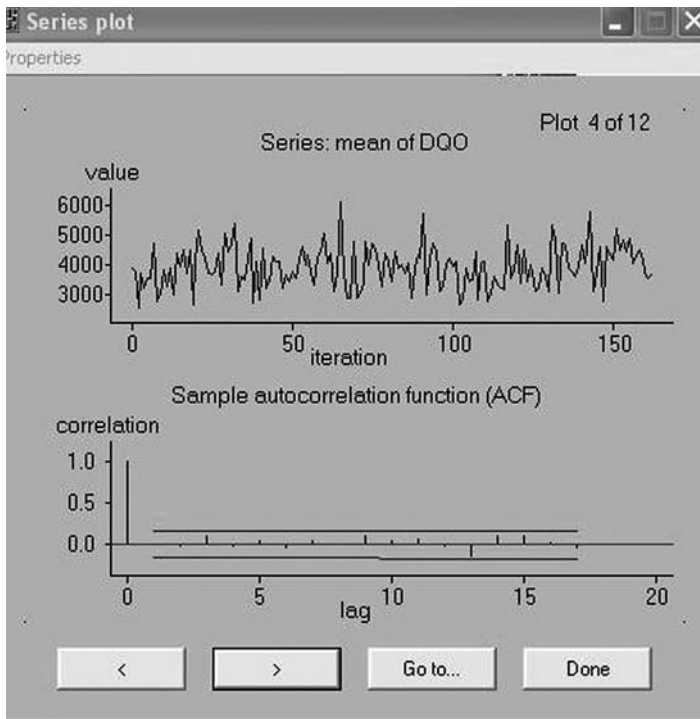 Series plot
Properties
Plot 4 of 12
Series: mean of DQO
value
6000
5000
4000
3000
0 50 100 150
iteration
Sample autocorrelation function (ACF)
correlation
1.0
0.5
0.0
0 5 10 15 20
lag
< > Go to... Done